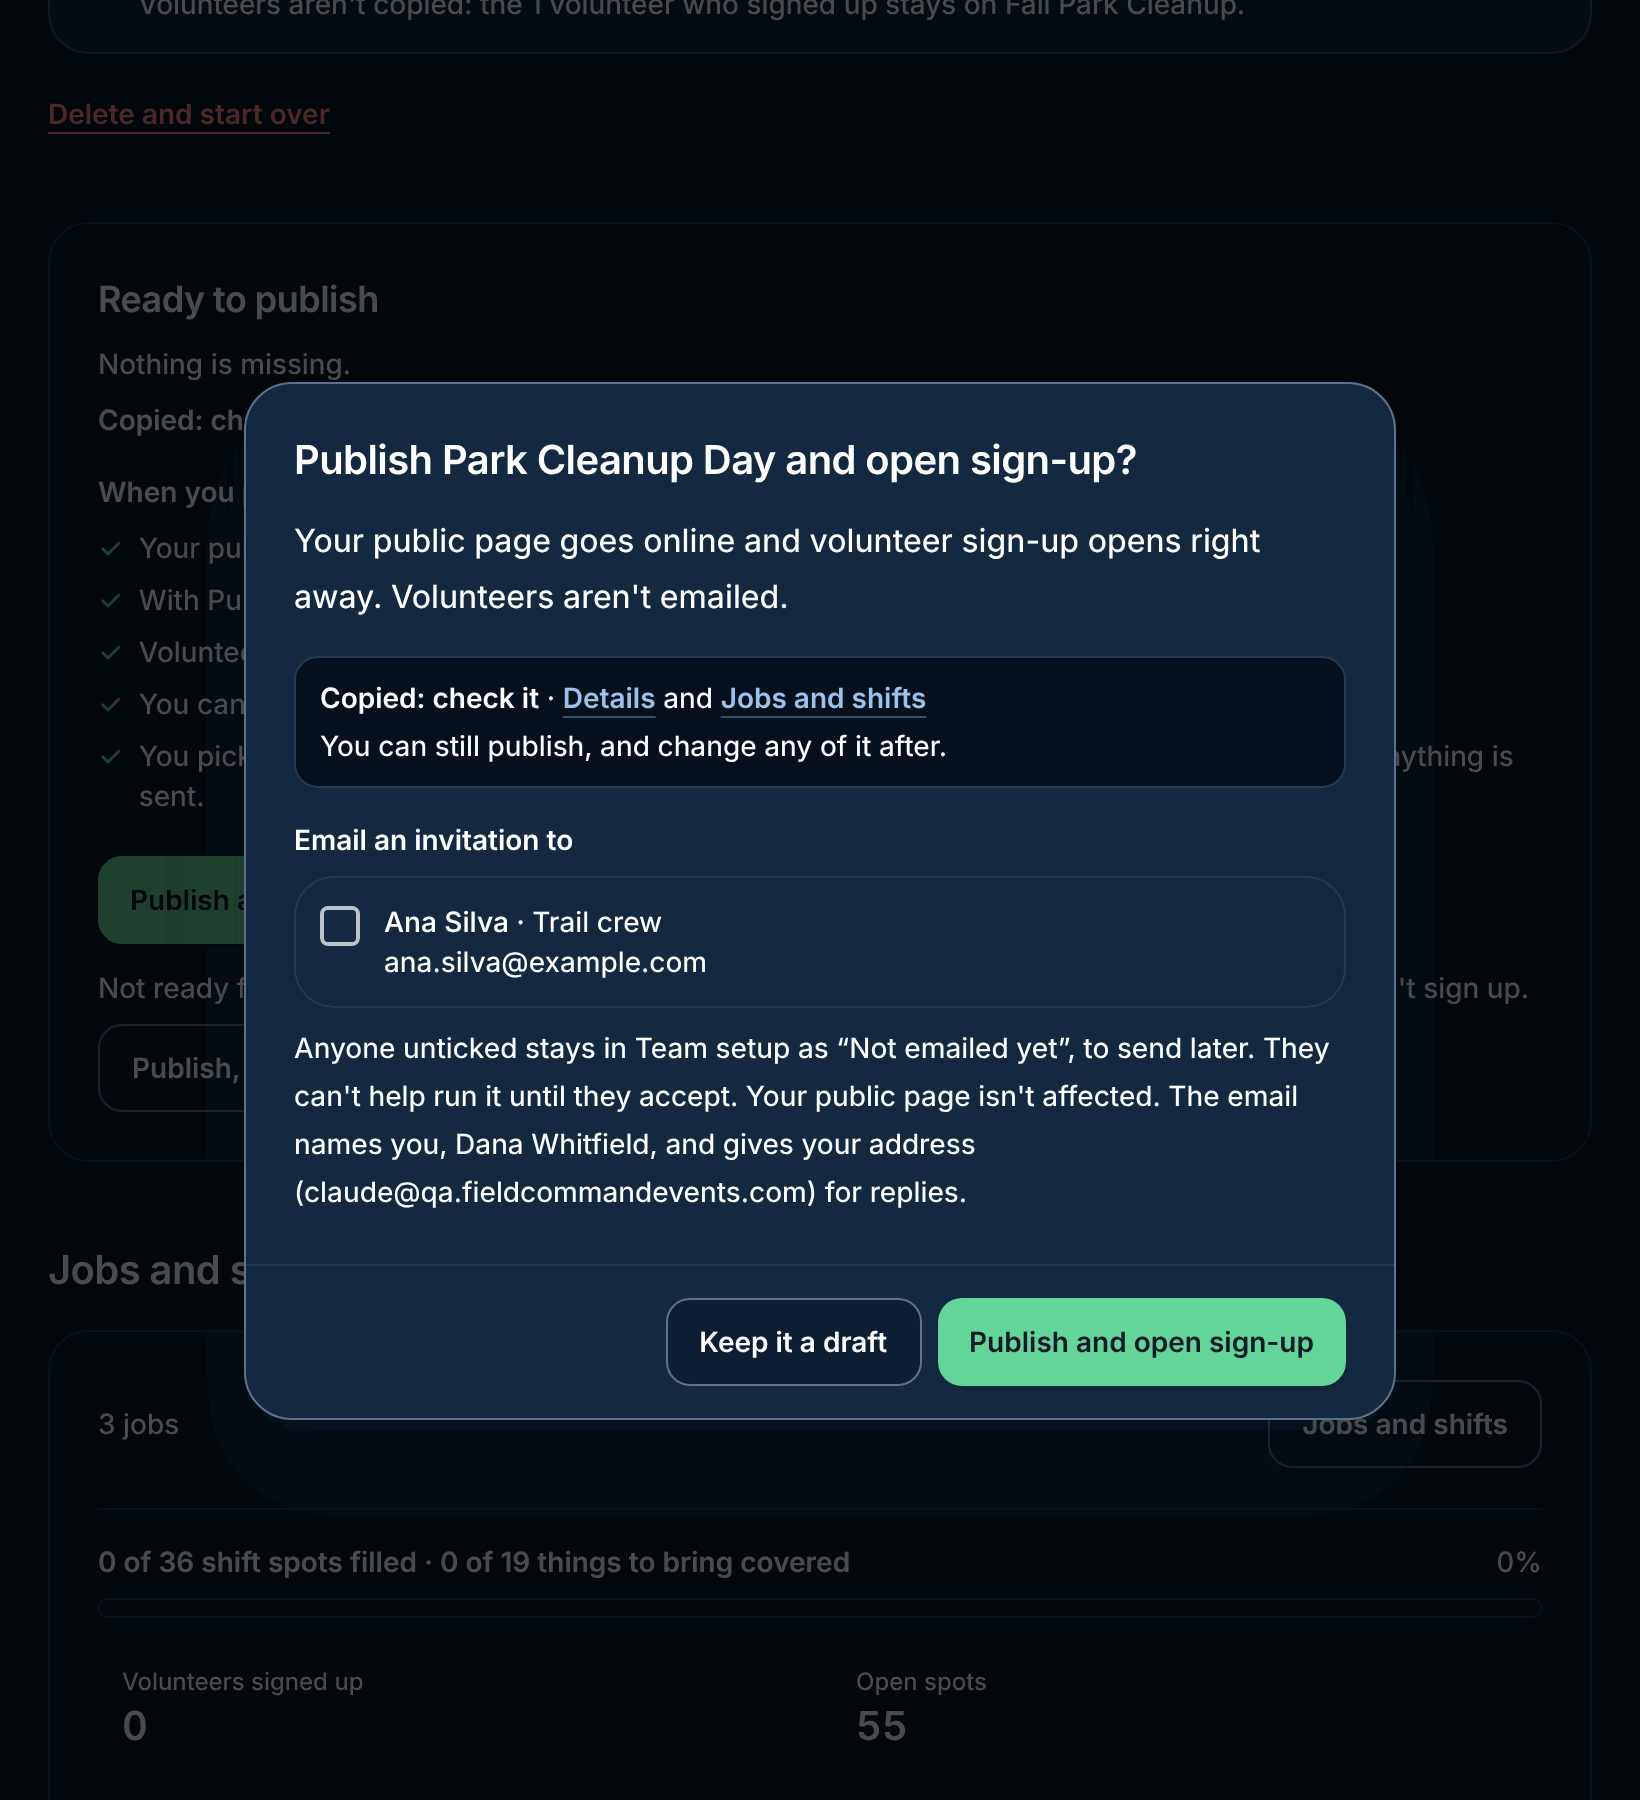 Volunteers aren't copied: the 1 volunteer who signed up stays on Fall Park Cleanup.
Delete and start over
Ready to publish
Nothing is missing.
Copied: ch
When you
Your pu
With Pu
Volunte
You can
You pick
ything is
sent.
Publish a
Not ready f
't sign up.
Publish,
Publish Park Cleanup Day and open sign-up?
Your public page goes online and volunteer sign-up opens right
away. Volunteers aren't emailed.
Copied: check it · Details and Jobs and shifts
You can still publish, and change any of it after.
Email an invitation to
Ana Silva · Trail crew
ana.silva@example.com
Anyone unticked stays in Team setup as “Not emailed yet”, to send later. They
can't help run it until they accept. Your public page isn't affected. The email
names you, Dana Whitfield, and gives your address
(claude@qa.fieldcommandevents.com) for replies.
Keep it a draft
Publish and open sign-up
Jobs and s
3 jobs
Jobs and shifts
0 of 36 shift spots filled · 0 of 19 things to bring covered
0%
Volunteers signed up
0
Open spots
55